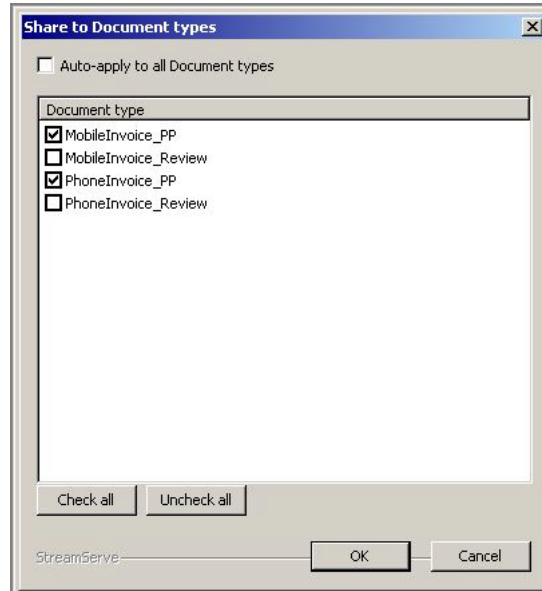 Share to Document types
Auto-apply to all Document types
Document type
MobileInvoice_PP
MobileInvoice_Review
PhoneInvoice_PP
PhoneInvoice_Review
Check all Uncheck all
StreamServe OK Cancel